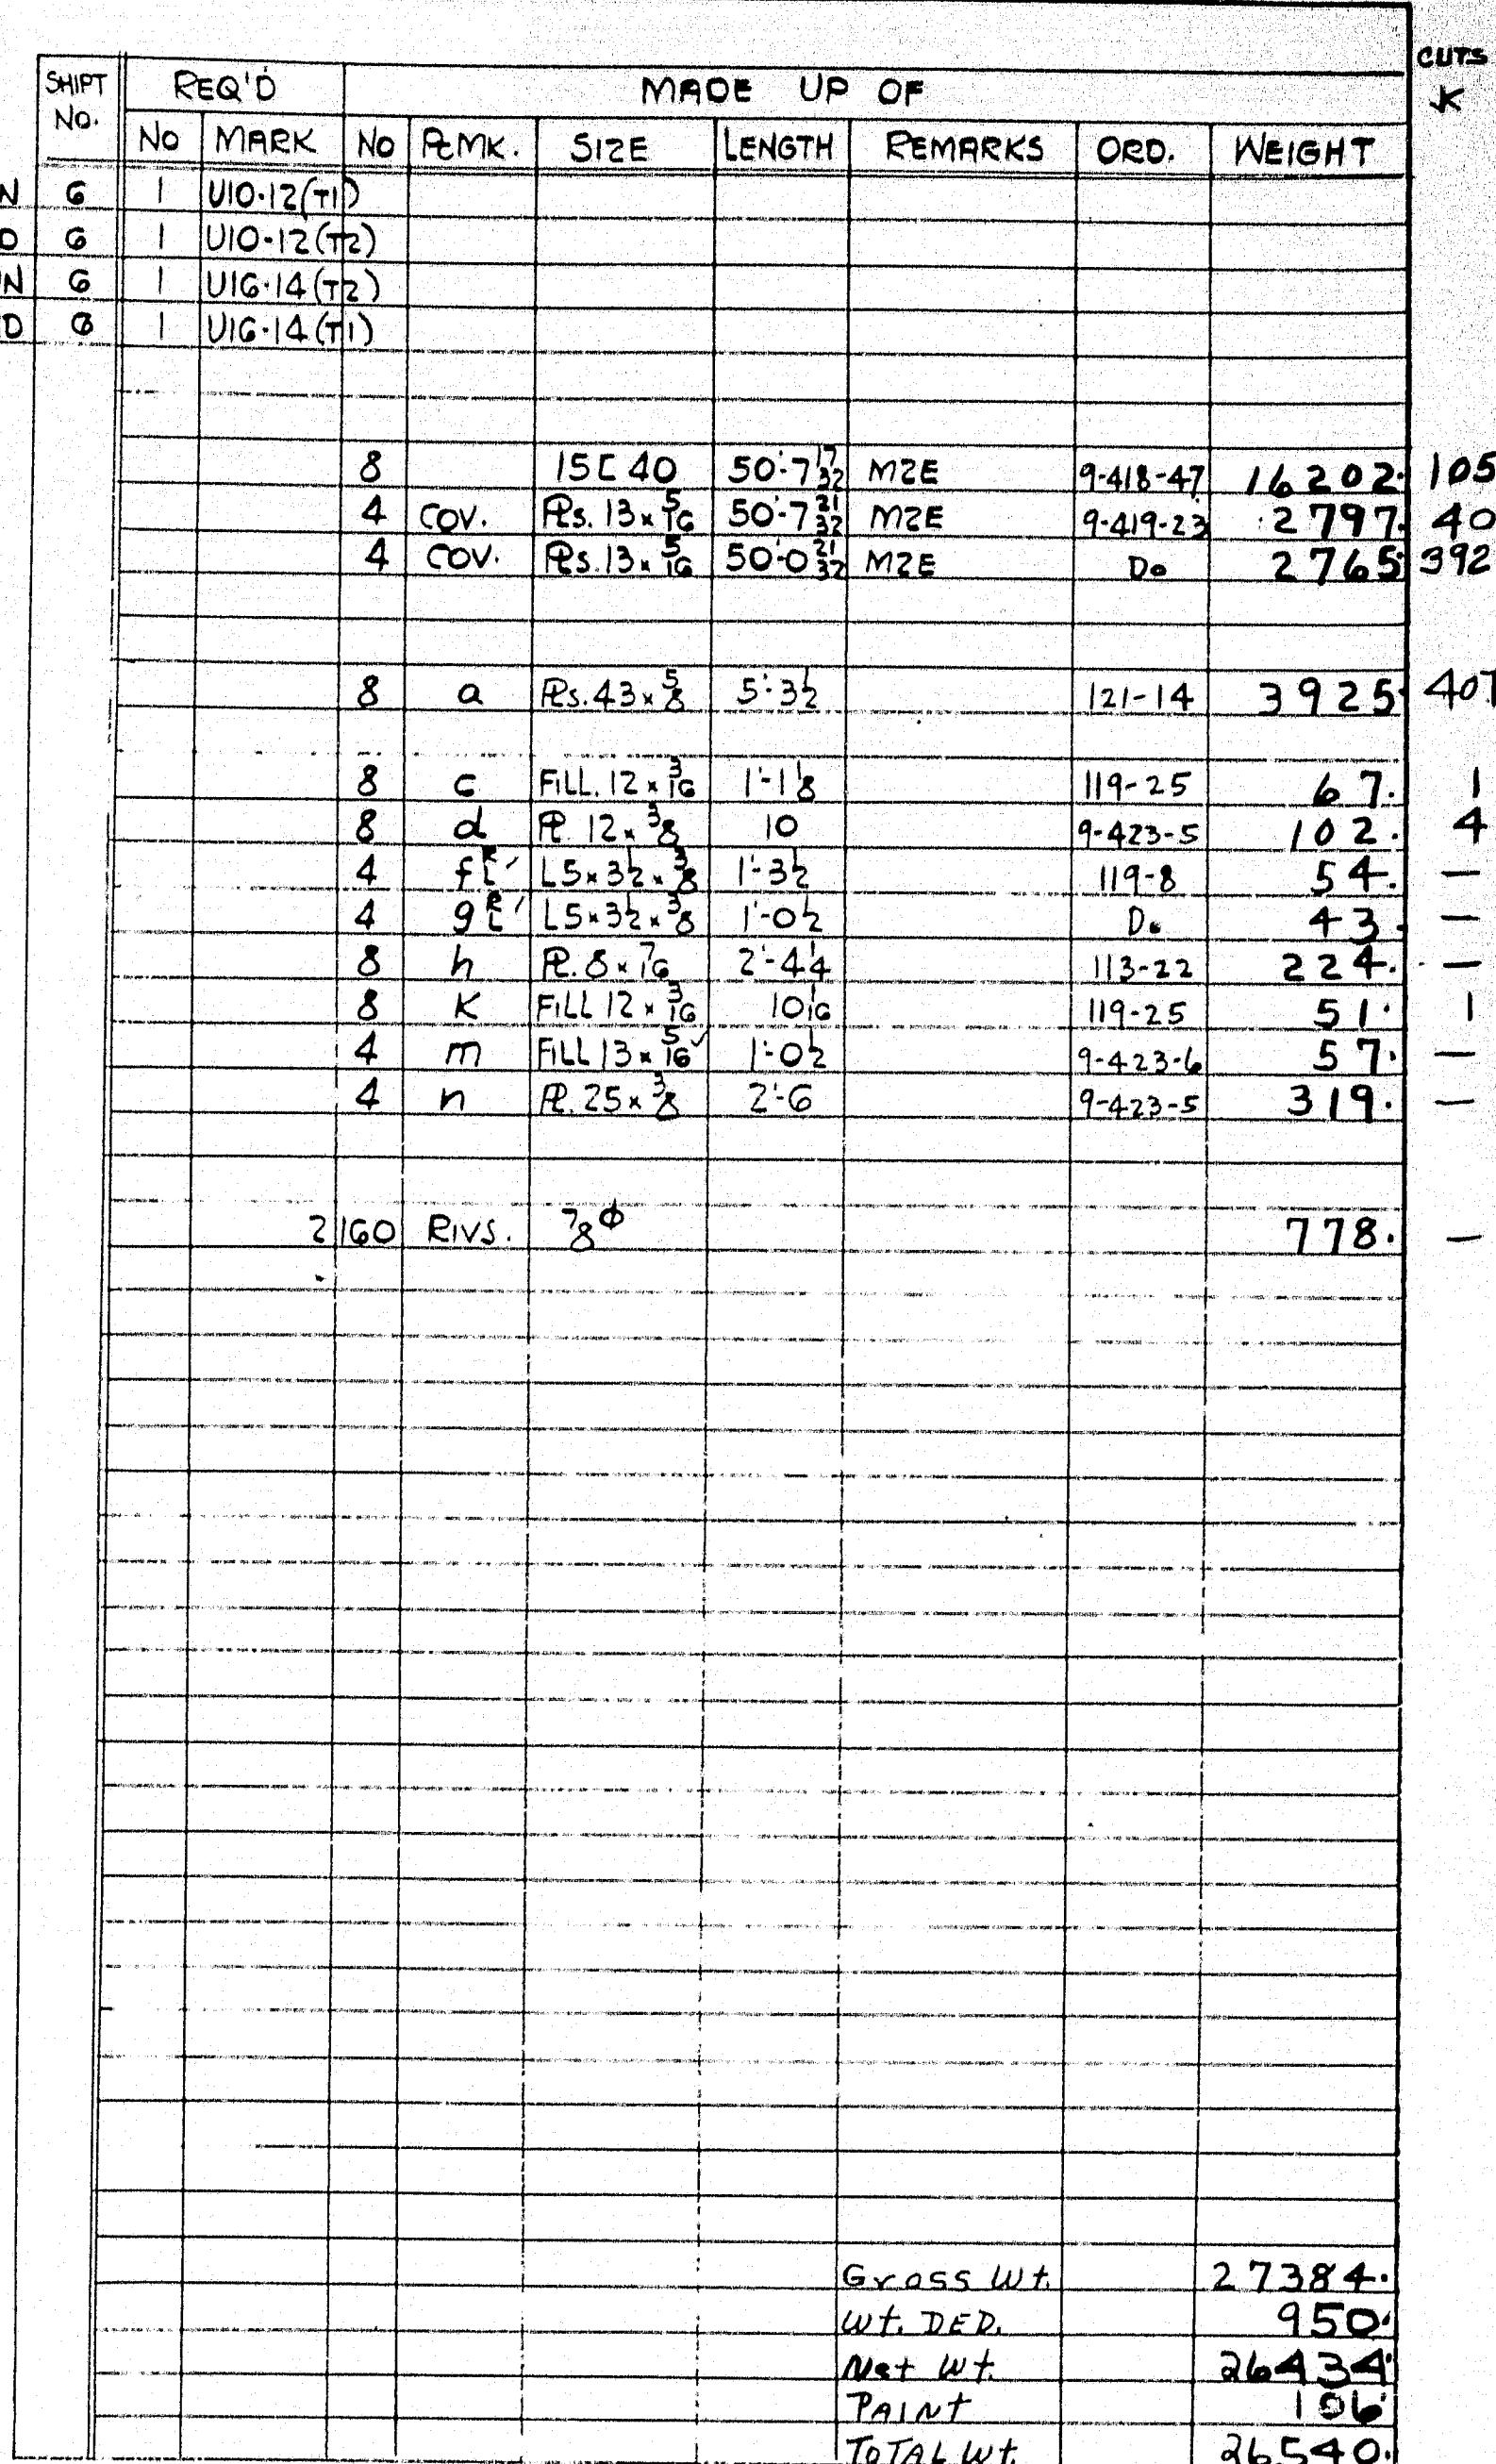 CUTS
SHIPT No. REQ'D MADE UP OF
No MARK No ꝒMK. SIZE LENGTH REMARKS ORD. WEIGHT
N 6 1 U10-12(T1)
D 6 1 U10-12(T2)
N 6 1 U16-14(T2)
D 6 1 U16-14(T1)
8 15[40 50'-7 17/32 M2E 9-418-47 16202. 105
4 COV. ꝒLs. 13 x 5/16 50'-7 21/32 M2E 9-419-23 2797. 40
4 COV. ꝒLs. 13 x 5/16 50'-0 21/32 M2E Do 2765. 392
8 a ꝒLs. 43 x 5/8 5'-3 1/2 121-14 3925. 407
8 c FILL. 12 x 3/16 1'-1 1/8 119-25 67. 1
8 d PL. 12 x 3/8 10 9-423-5 102. 4
4 f R/L L5 x 3 1/2 x 3/8 1'-3 1/2 119-8 54. —
4 g R/L L5 x 3 1/2 x 3/8 1'-0 1/2 Do 43. —
8 h PL. 8 x 7/16 2'-4 1/4 113-22 224. —
8 K FILL 12 x 3/16 10 1/16 119-25 51. 1
4 m FILL 13 x 5/16 ✓ 1'-0 1/2 9-423-6 57. —
4 n PL. 25 x 3/8 2'-6 9-423-5 319. —
2160 RIVS. 7/8 ϕ 778. —
Gross Wt. 27384.
Wt. DED. 950.
Net Wt. 26434.
PAINT 106.
TOTAL Wt. 26540.